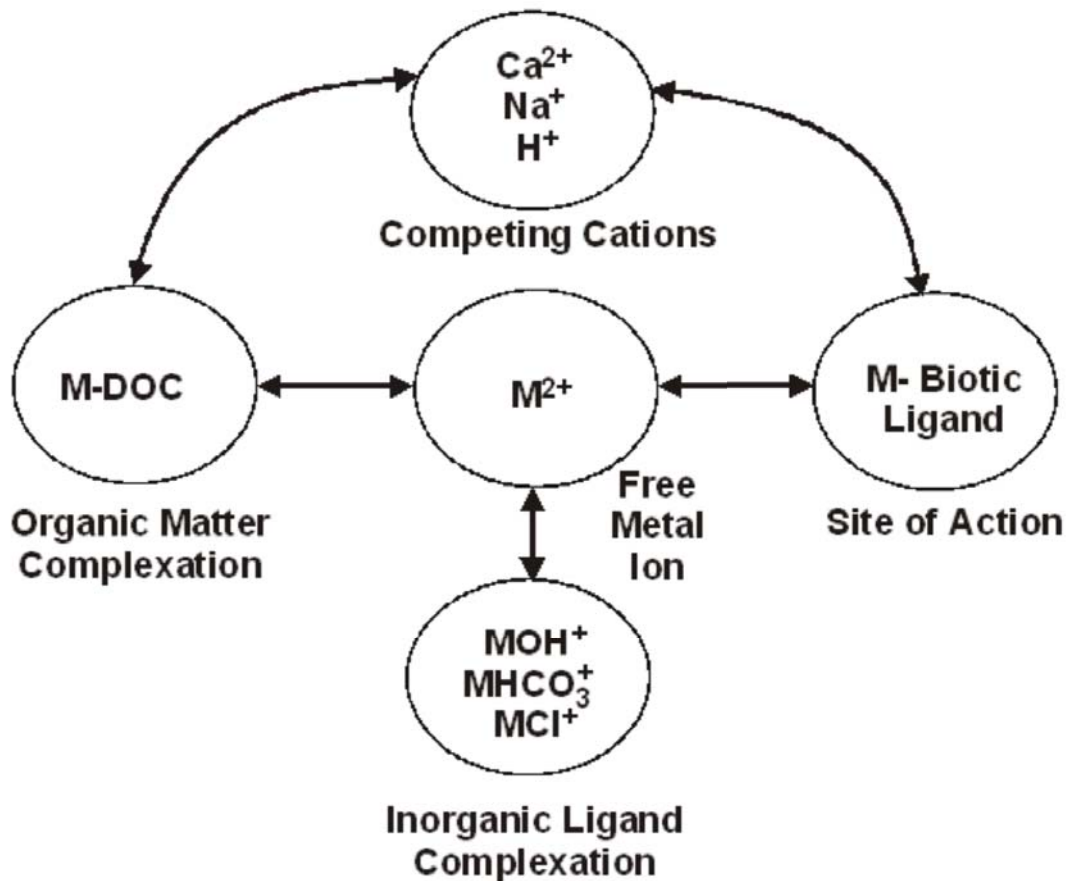 Ca²⁺
Na⁺
H⁺
Competing Cations
M-DOC
Organic Matter
Complexation
M²⁺
Free
Metal
Ion
M- Biotic
Ligand
Site of Action
MOH⁺
MHCO₃⁺
MCl⁺
Inorganic Ligand
Complexation